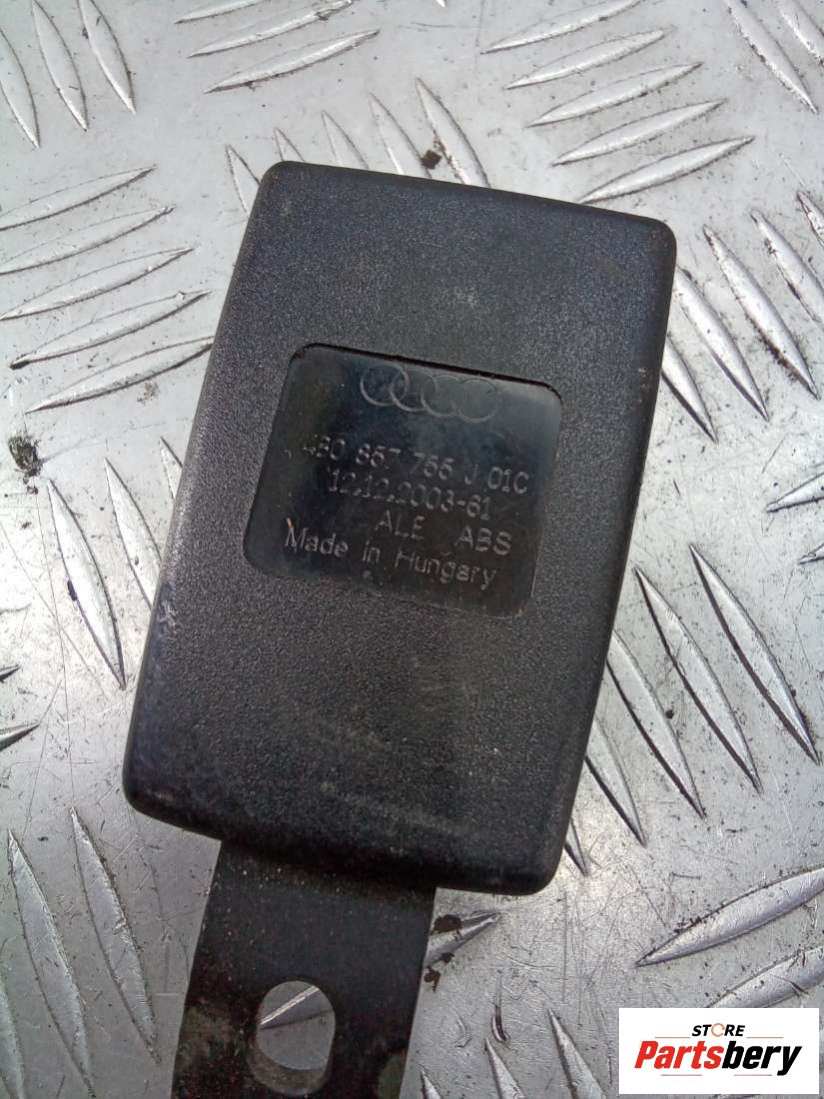 4B0 857 755 J 01C
12.12.2003-61
ALE ABS
Made in Hungary
STORE
Partsbery